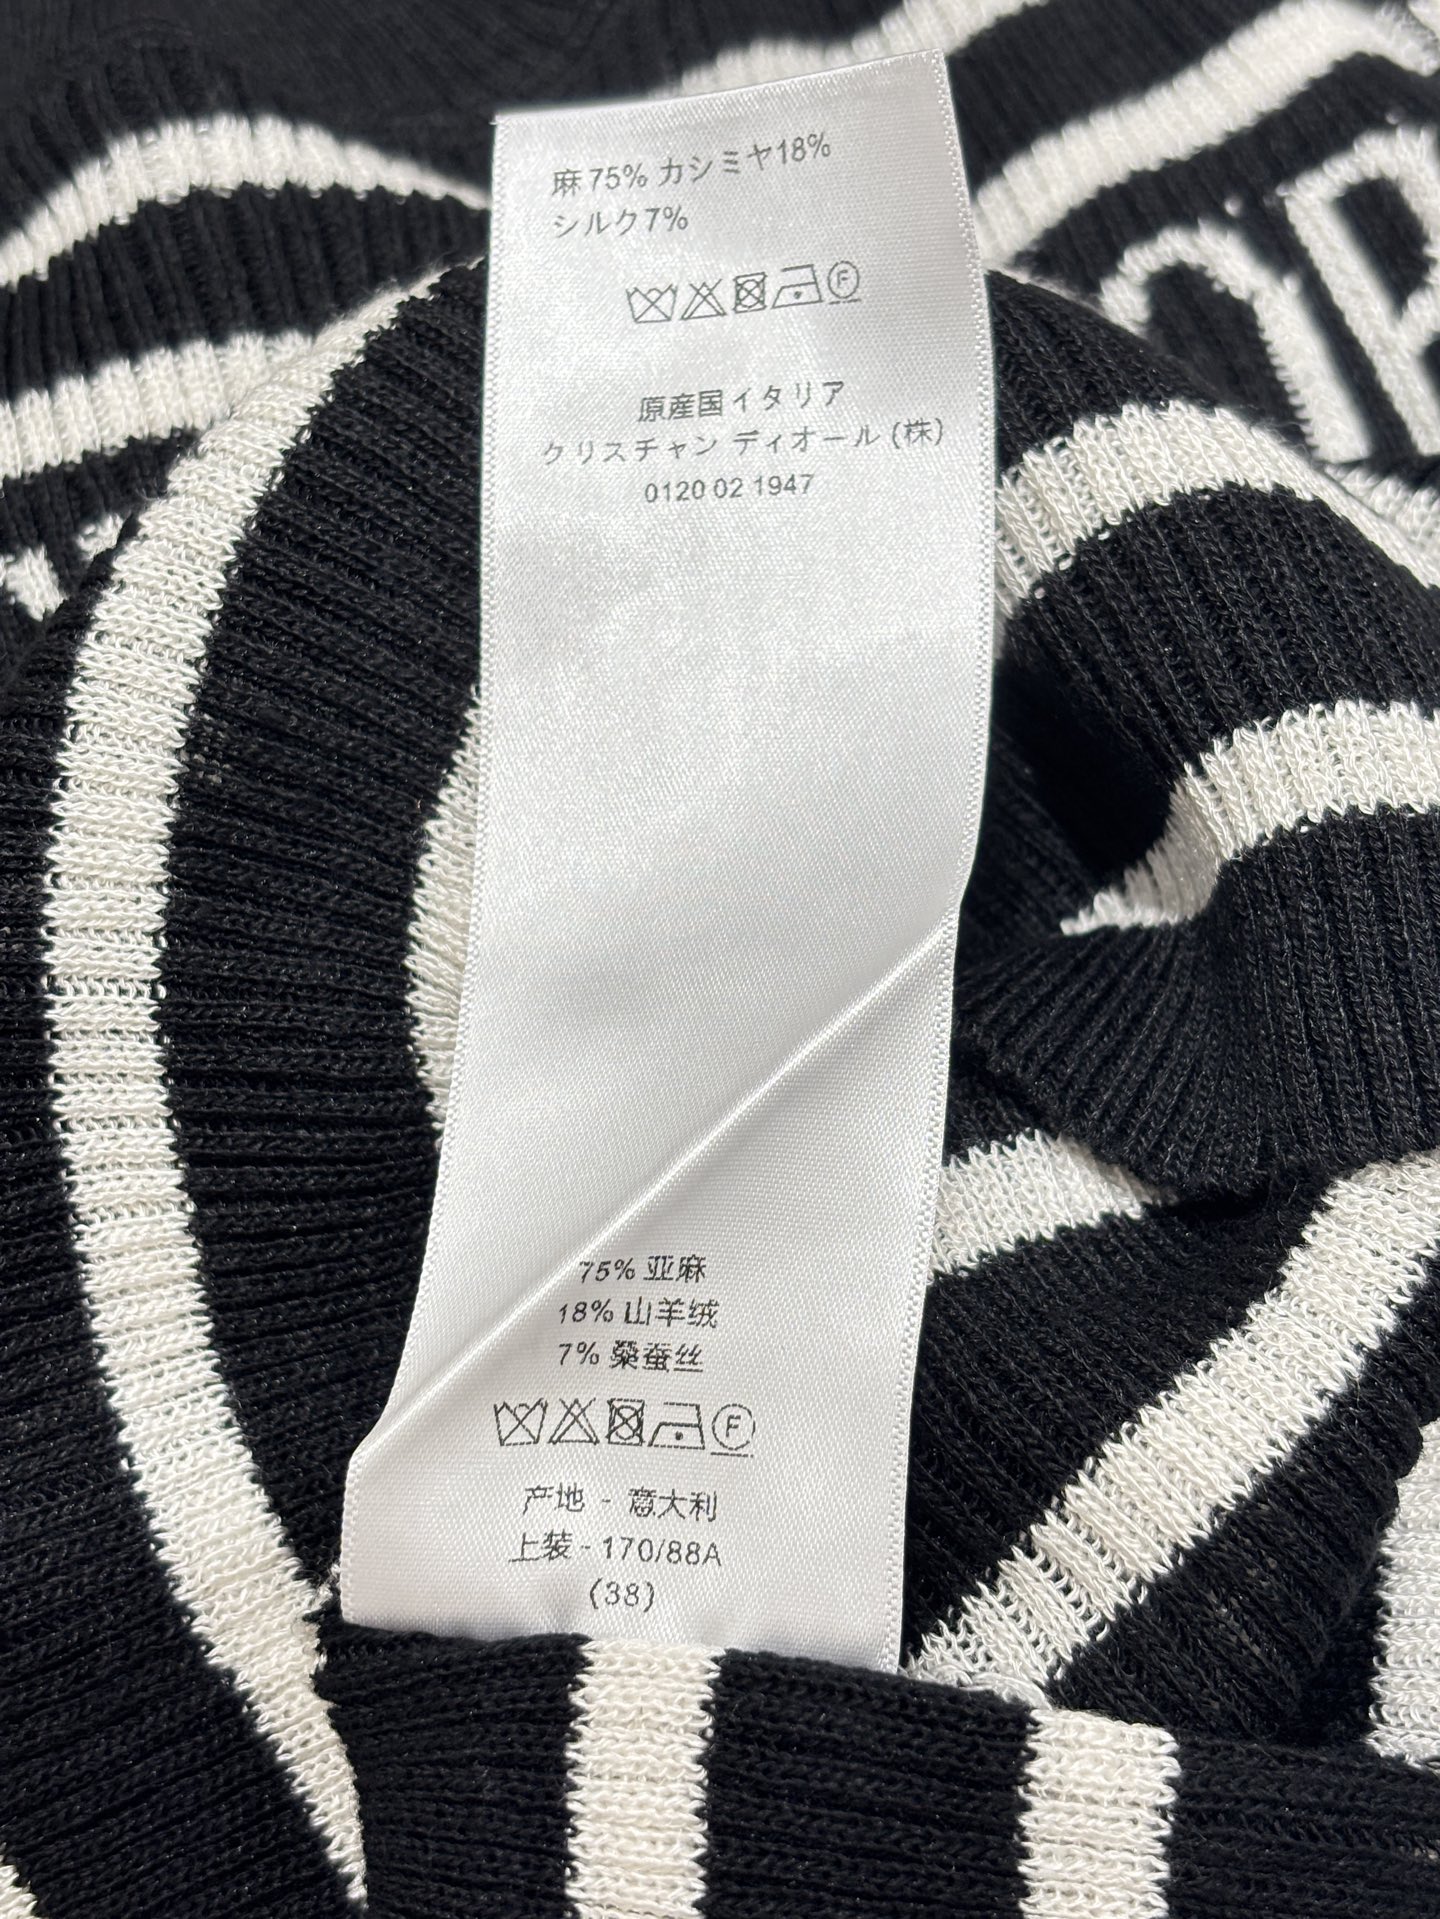 麻 75% カシミヤ18%
シルク7%
F
原産国イタリア
クリスチャン ディオール (株)
0120 02 1947
75% 亚麻
18% 山羊绒
7% 桑蚕丝
F
产地 - 意大利
上装 - 170/88A
(38)